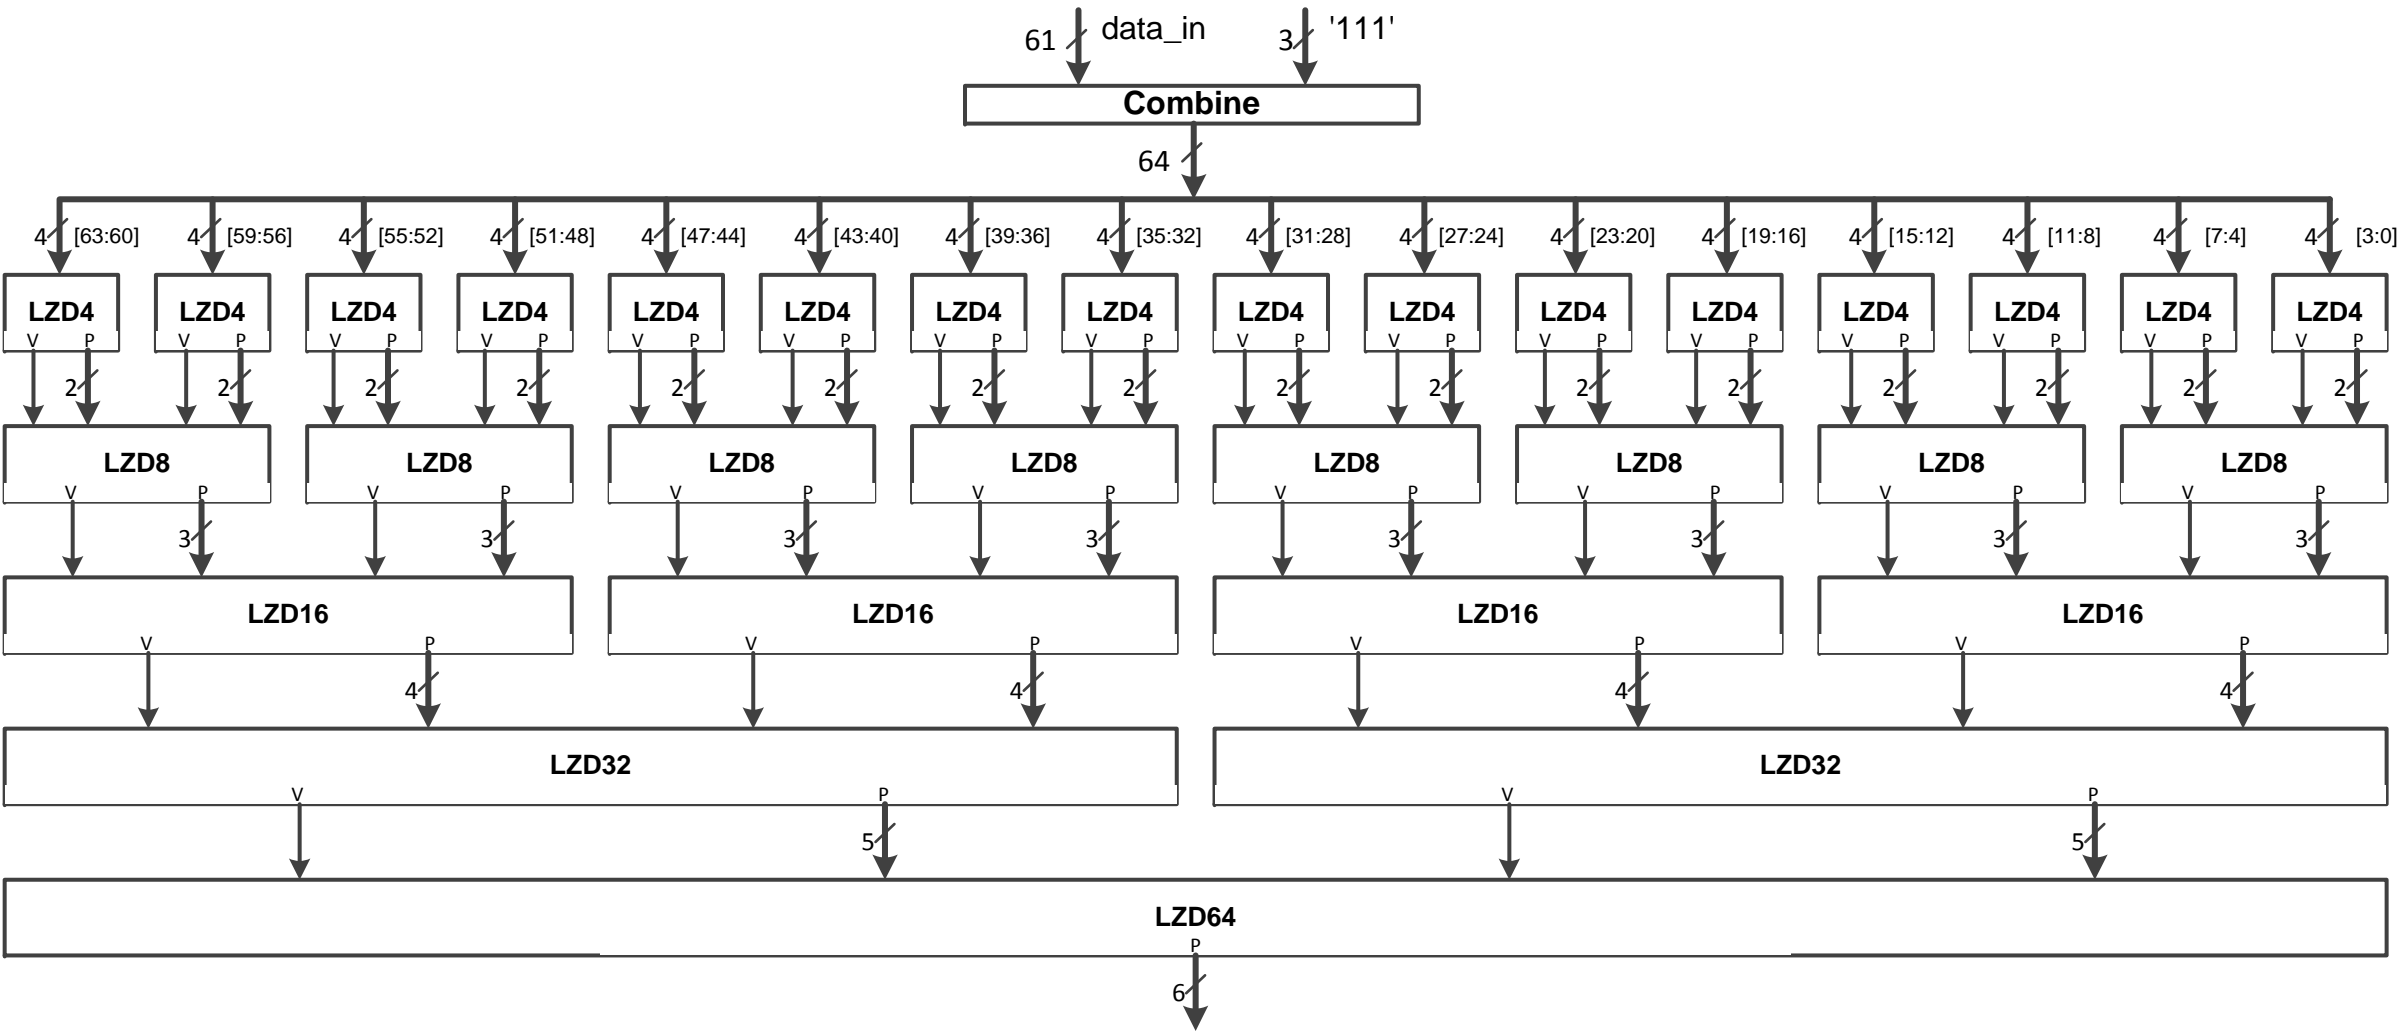 61 data_in 3 '111'
Combine
64
4 [63:60] 4 [59:56] 4 [55:52] 4 [51:48] 4 [47:44] 4 [43:40] 4 [39:36] 4 [35:32] 4 [31:28] 4 [27:24] 4 [23:20] 4 [19:16] 4 [15:12] 4 [11:8] 4 [7:4] 4 [3:0]
LZD4 LZD4 LZD4 LZD4 LZD4 LZD4 LZD4 LZD4 LZD4 LZD4 LZD4 LZD4 LZD4 LZD4 LZD4 LZD4
V P V P V P V P V P V P V P V P V P V P V P V P V P V P V P V P
2 2 2 2 2 2 2 2 2 2 2 2 2 2 2 2
LZD8 LZD8 LZD8 LZD8 LZD8 LZD8 LZD8 LZD8
V P V P V P V P V P V P V P V P
3 3 3 3 3 3 3 3
LZD16 LZD16 LZD16 LZD16
V P V P V P V P
4 4 4 4
LZD32 LZD32
V P V P
5 5
LZD64
P
6